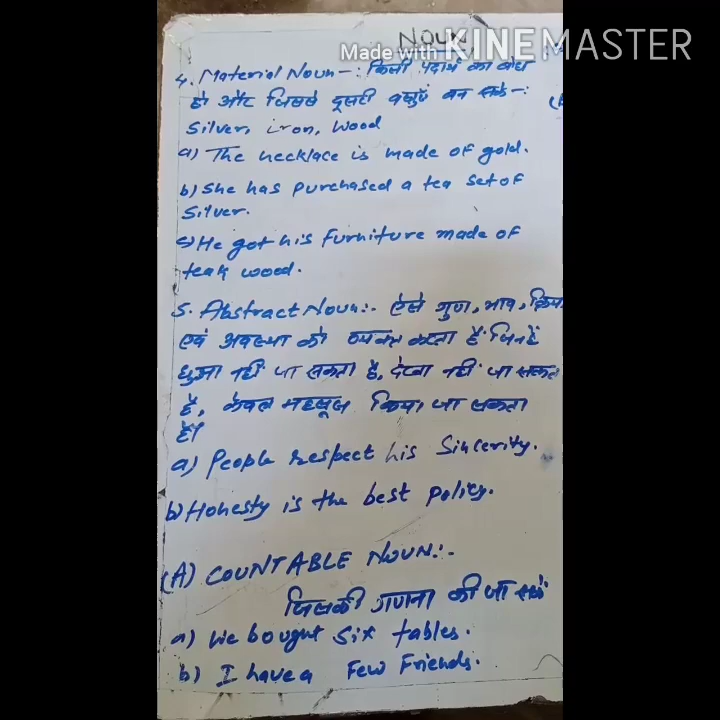 NOUN
Made with KINEMASTER
4. Material Noun -: किसी पदार्थ का बोध
हो और जिससे दूसरी वस्तुएं बन सके -:
Silver, iron, wood
a) The necklace is made of gold.
b) She has purchased a tea set of
Silver.
c) He got his furniture made of
teak wood.
5. Abstract Noun:- ऐसे गुण, भाव, क्रिया
एवं अवस्था को व्यक्त करता है जिन्हें
छुआ नहीं जा सकता है, देखा नहीं जा सकता
है, केवल महसूस किया जा सकता
है।
a) People respect his Sincerity.
b) Honesty is the best policy.
(A) COUNTABLE NOUN:-
जिसकी गणना की जा सके
a) We bought Six tables.
b) I have a Few Friends.